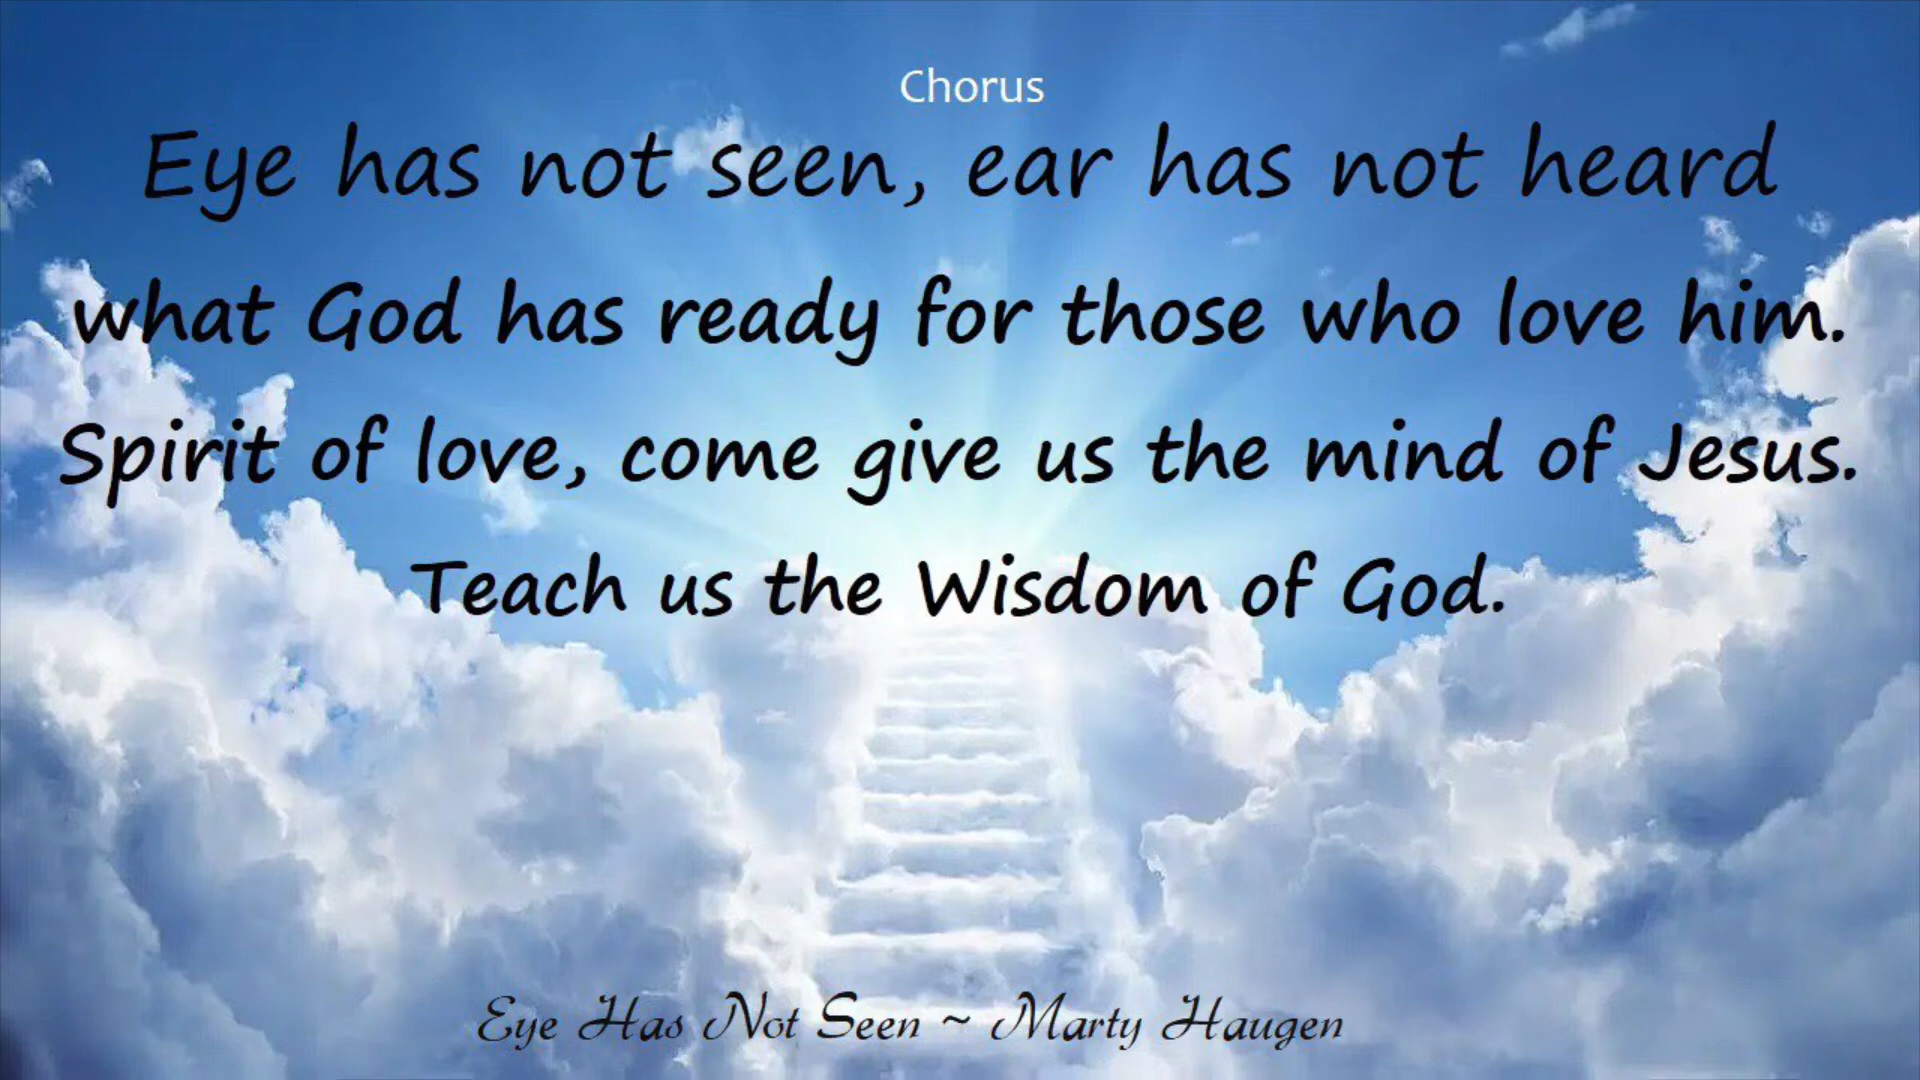 Chorus
Eye has not seen, ear has not heard
what God has ready for those who love him.
Spirit of love, come give us the mind of Jesus.
Teach us the Wisdom of God.
Eye Has Not Seen ~ Marty Haugen